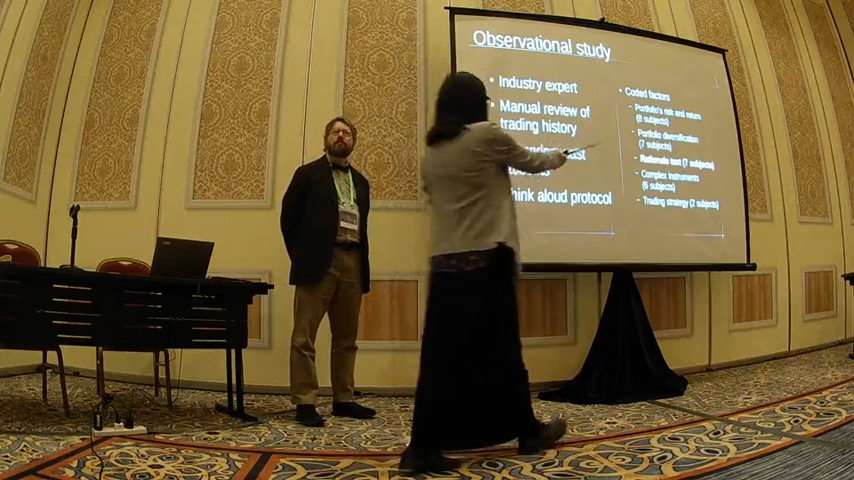 Observational study
• Industry expert
• Manual review of
trading history
think aloud protocol
• Coded factors
– Portfolio's risk and return
(8 subjects)
– Portfolio diversification
(7 subjects)
– Rationale text (7 subjects)
– Complex instruments
(6 subjects)
– Trading strategy (2 subjects)